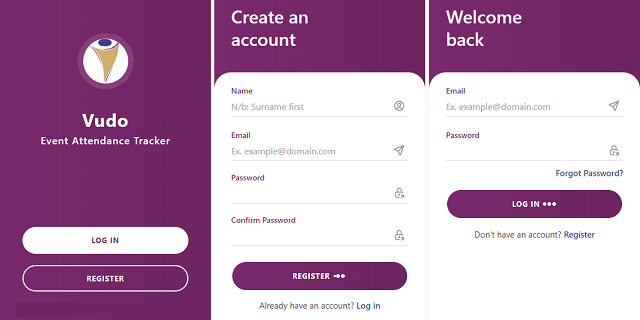 Vudo
Event Attendance Tracker
LOG IN
REGISTER
Create an
account
Name
N/b: Surname first
Email
Ex. example@domain.com
Password
Confirm Password
REGISTER
Already have an account? Log in
Welcome
back
Email
Ex. example@domain.com
Password
Forgot Password?
LOG IN
Don't have an account? Register